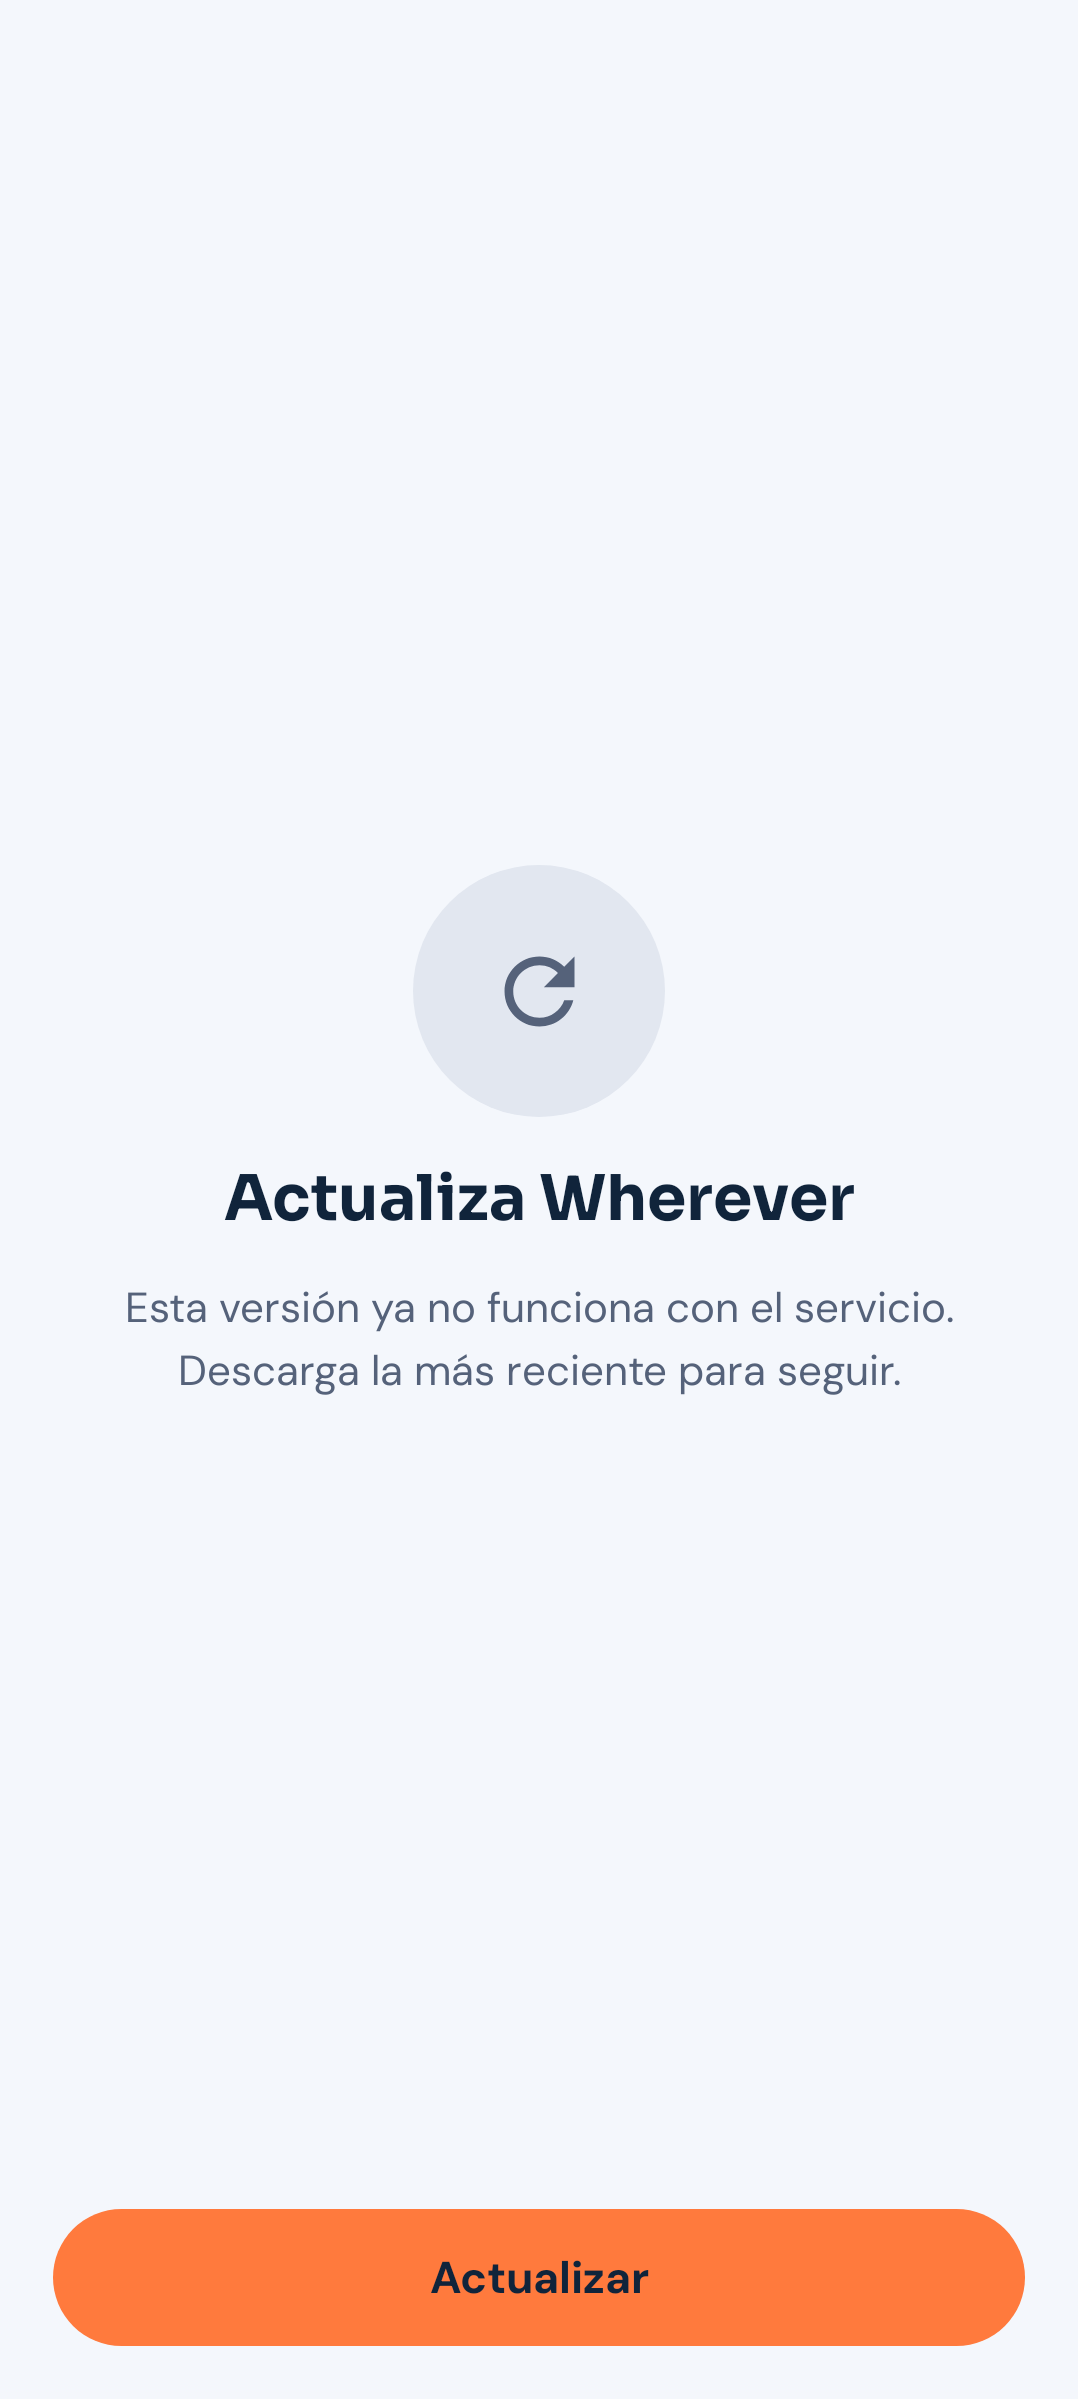 Actualiza Wherever
Esta versión ya no funciona con el servicio.
Descarga la más reciente para seguir.
Actualizar